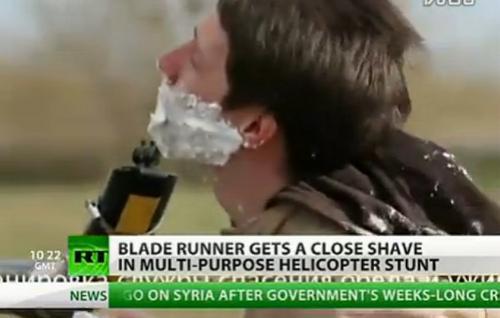 10:22
GMT
RT
BLADE RUNNER GETS A CLOSE SHAVE
IN MULTI-PURPOSE HELICOPTER STUNT
NEWS
GO ON SYRIA AFTER GOVERNMENT'S WEEKS-LONG CR